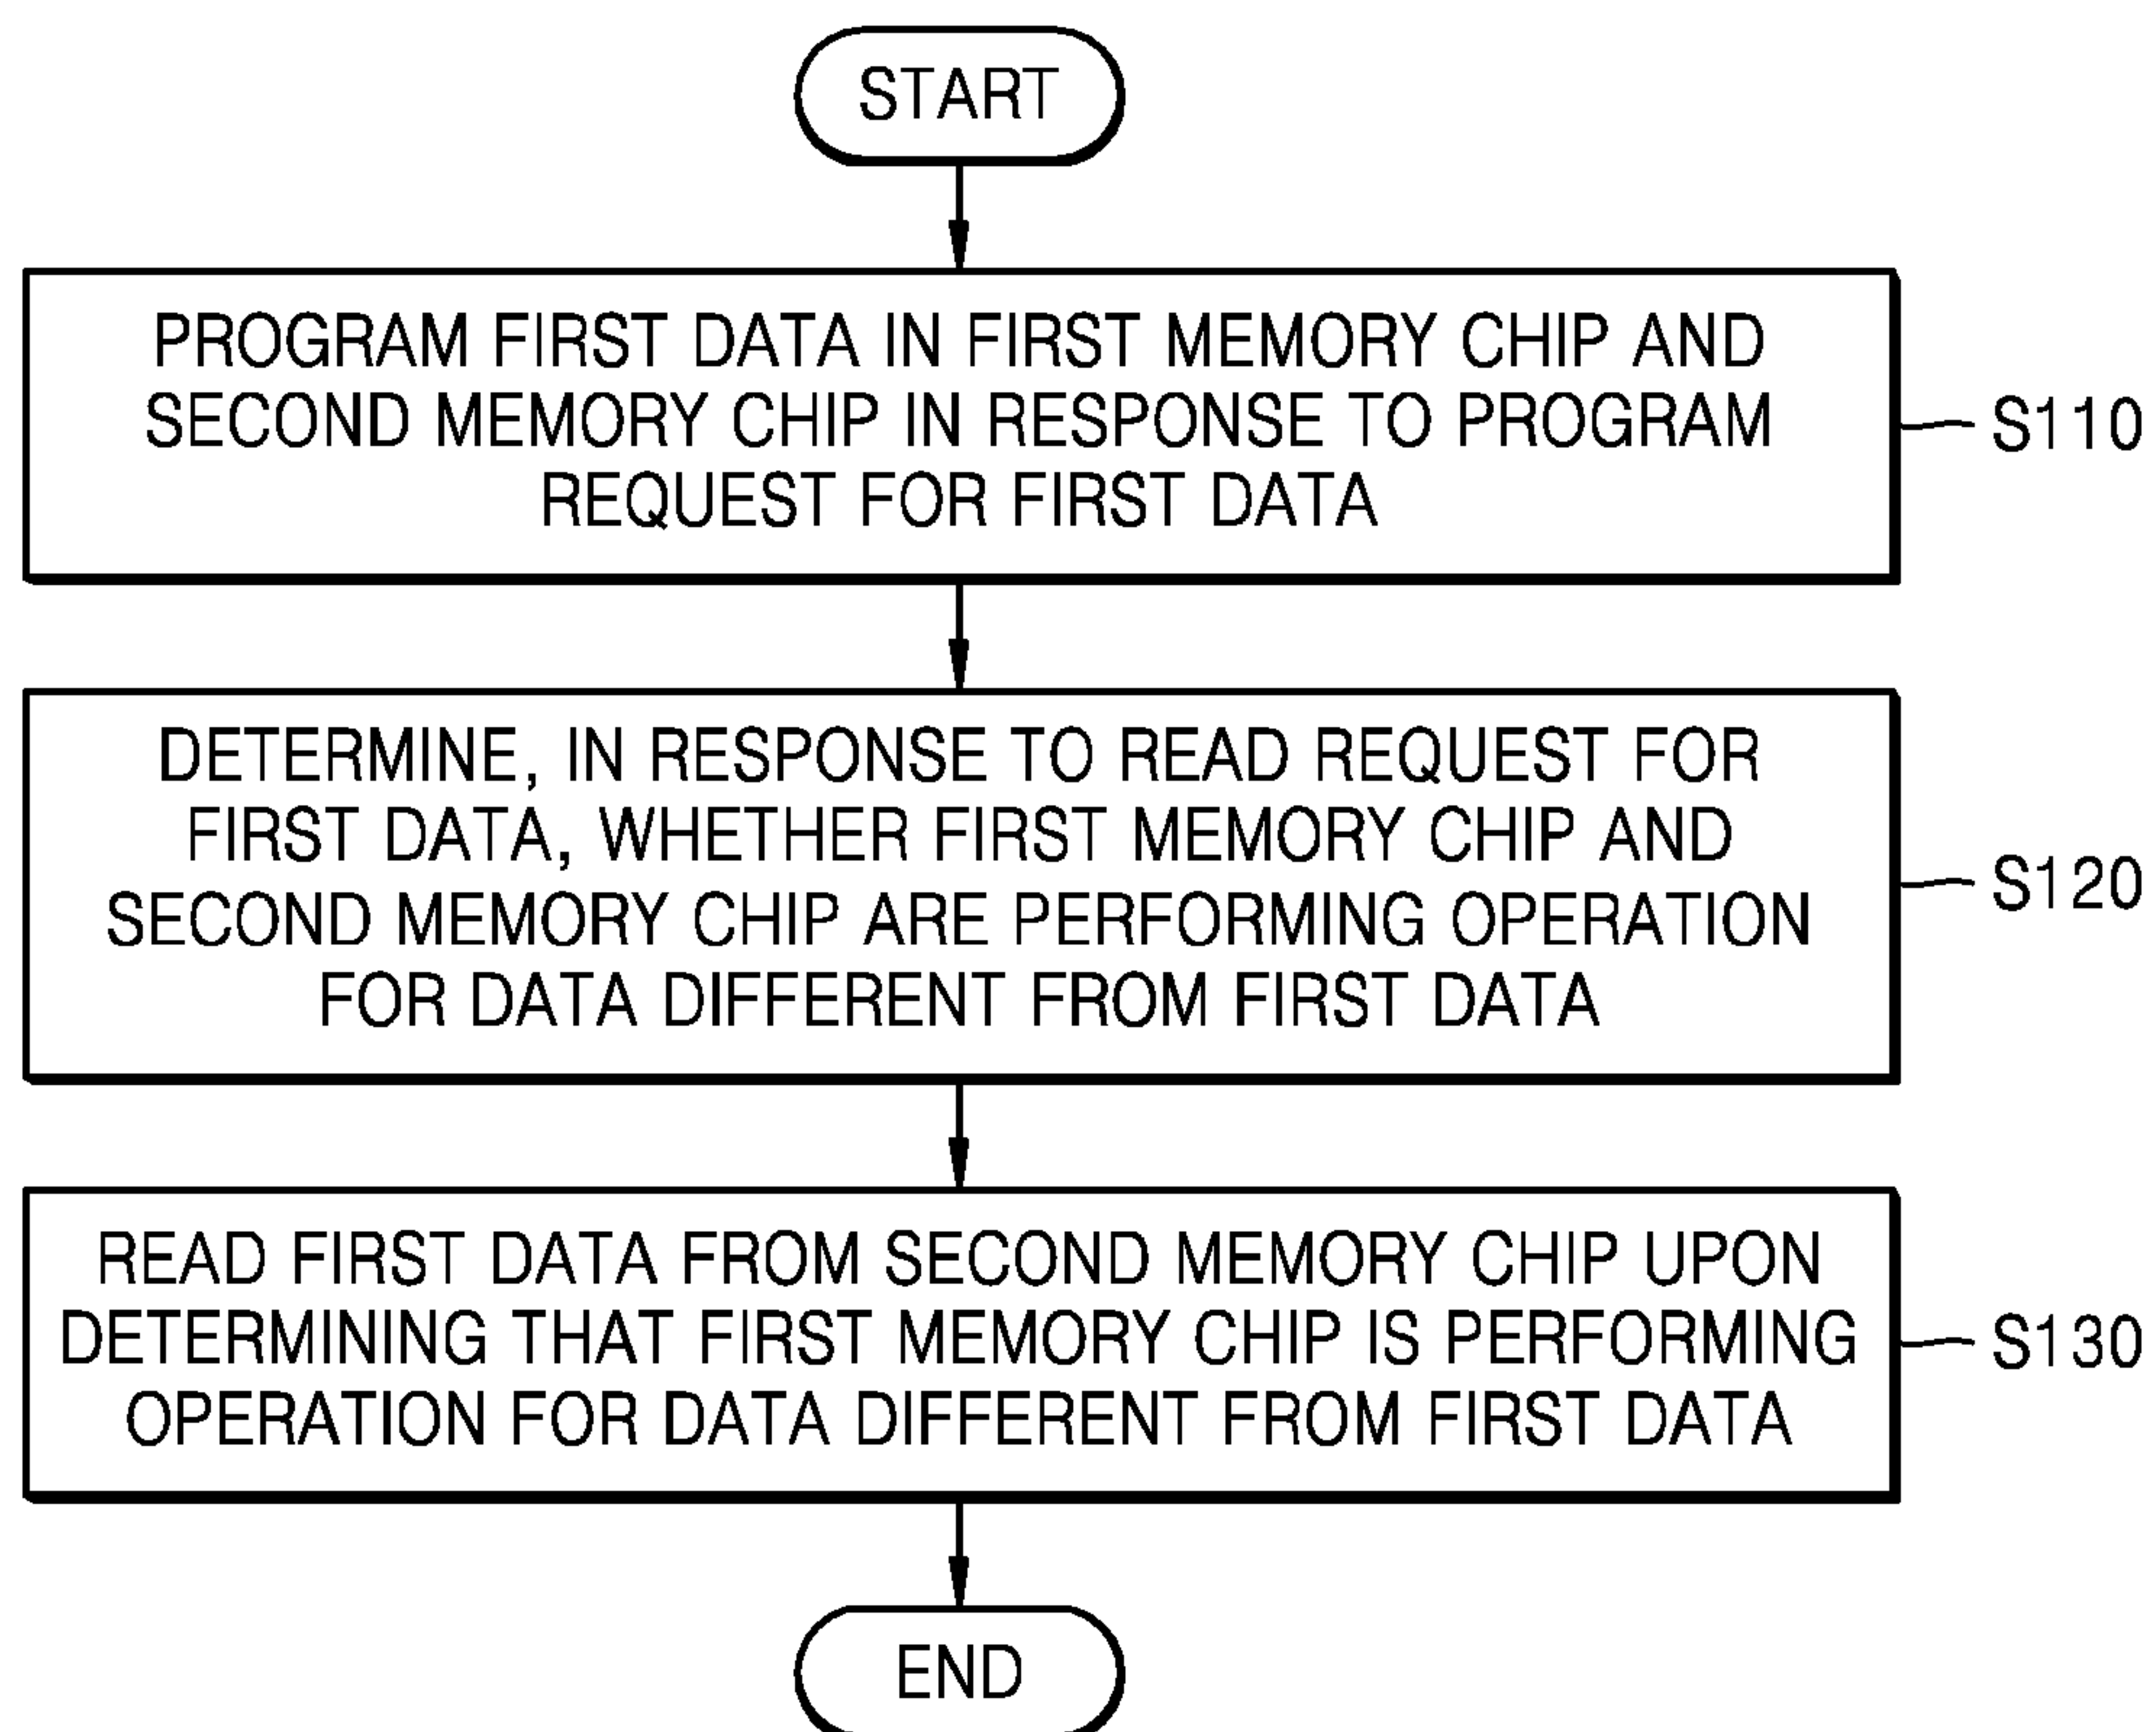 START
PROGRAM FIRST DATA IN FIRST MEMORY CHIP AND
SECOND MEMORY CHIP IN RESPONSE TO PROGRAM
REQUEST FOR FIRST DATA
S110
DETERMINE, IN RESPONSE TO READ REQUEST FOR
FIRST DATA, WHETHER FIRST MEMORY CHIP AND
SECOND MEMORY CHIP ARE PERFORMING OPERATION
FOR DATA DIFFERENT FROM FIRST DATA
S120
READ FIRST DATA FROM SECOND MEMORY CHIP UPON
DETERMINING THAT FIRST MEMORY CHIP IS PERFORMING
OPERATION FOR DATA DIFFERENT FROM FIRST DATA
S130
END